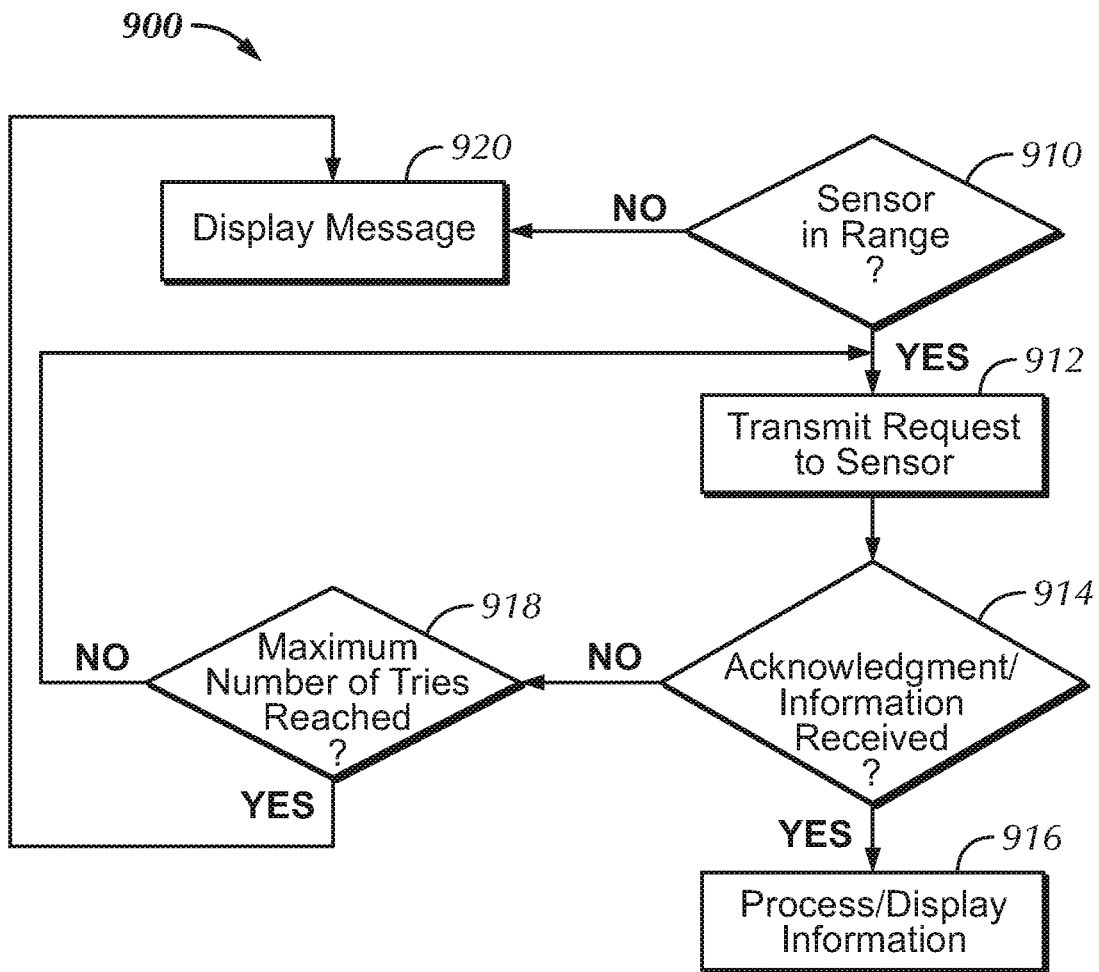 900
920
Display Message
NO
910
Sensor
in Range
?
YES
912
Transmit Request
to Sensor
914
Acknowledgment/
Information
Received
?
NO
918
Maximum
Number of Tries
Reached
?
NO
YES
YES
916
Process/Display
Information